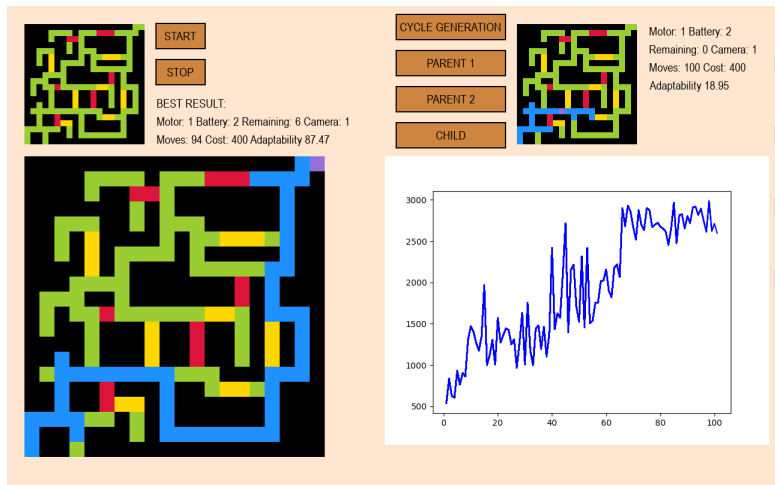 START
STOP
BEST RESULT:
Motor: 1 Battery: 2 Remaining: 6 Camera: 1
Moves: 94 Cost: 400 Adaptability 87.47
CYCLE GENERATION
PARENT 1
PARENT 2
CHILD
Motor: 1 Battery: 2
Remaining: 0 Camera: 1
Moves: 100 Cost: 400
Adaptability 18.95
3000
2500
2000
1500
1000
500
0 20 40 60 80 100